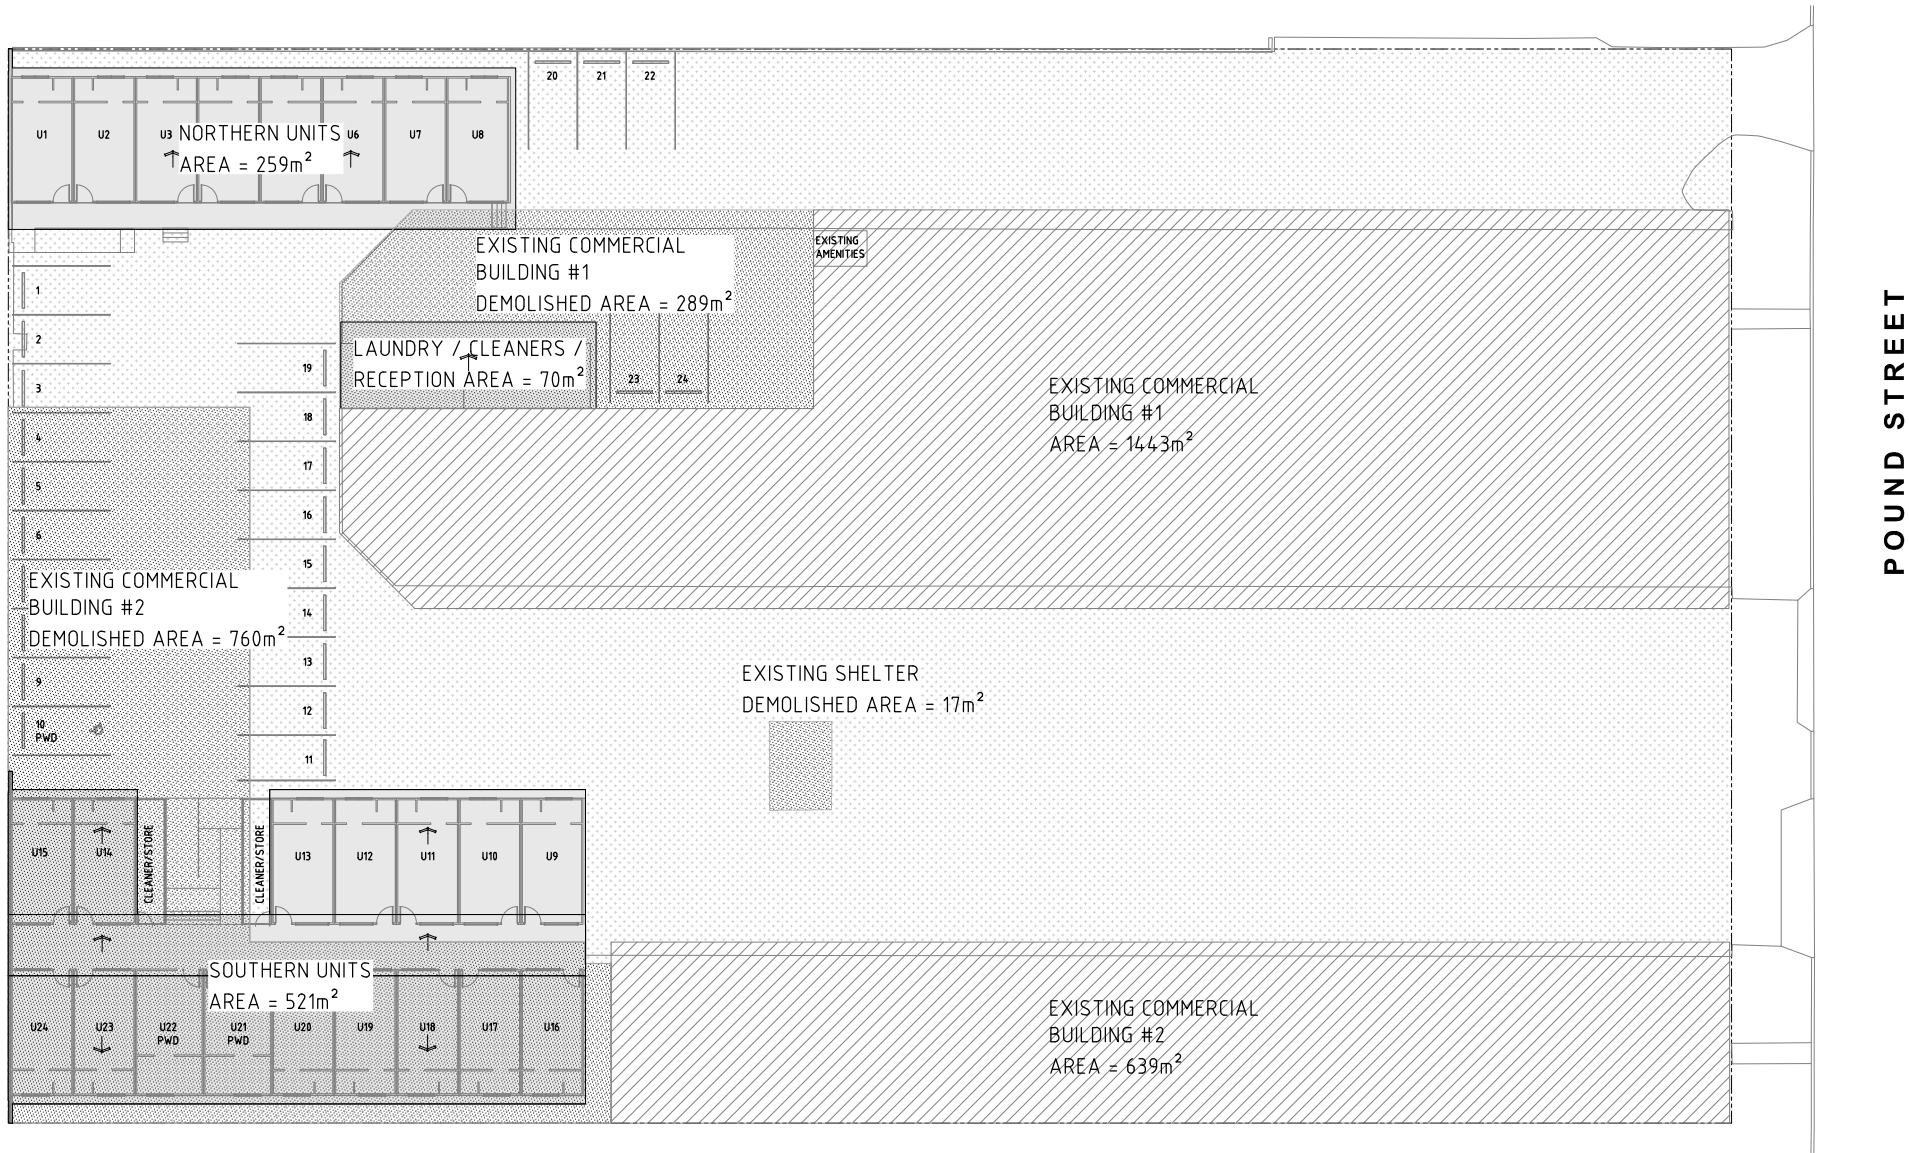 20 21 22
U1 U2 U3 U6 U7 U8
NORTHERN UNITS
AREA = 259m²
EXISTING COMMERCIAL
BUILDING #1
DEMOLISHED AREA = 289m²
EXISTING
AMENITIES
1
2
3
4
5
6
9
10
PWD
19
18
17
16
15
14
13
12
11
LAUNDRY / CLEANERS /
RECEPTION AREA = 70m²
23 24
EXISTING COMMERCIAL
BUILDING #1
AREA = 1443m²
POUND STREET
EXISTING COMMERCIAL
BUILDING #2
DEMOLISHED AREA = 760m²
EXISTING SHELTER
DEMOLISHED AREA = 17m²
U15 U14
CLEANER/STORE
CLEANER/STORE
U13 U12 U11 U10 U9
SOUTHERN UNITS
AREA = 521m²
U24 U23 U22 U21 U20 U19 U18 U17 U16
PWD PWD
EXISTING COMMERCIAL
BUILDING #2
AREA = 639m²